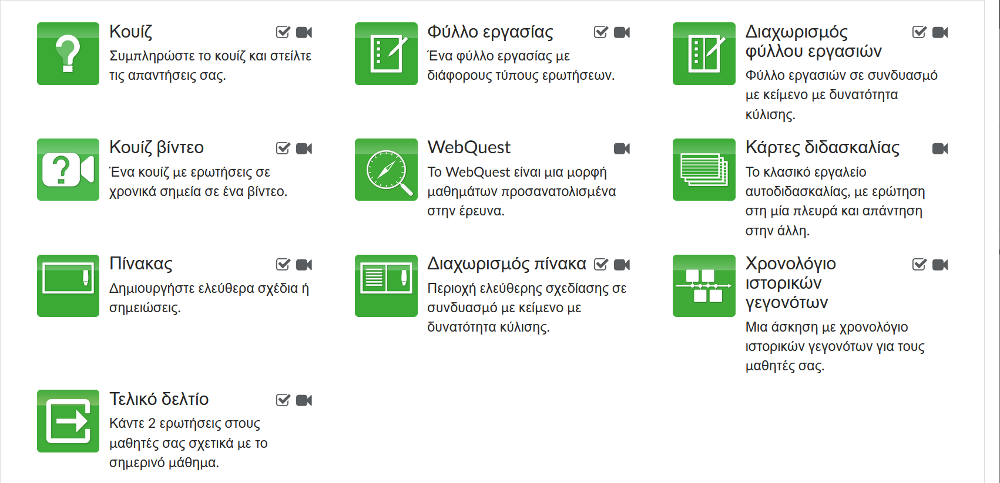 Κουίζ
Συμπληρώστε το κουίζ και στείλτε
τις απαντήσεις σας.
Φύλλο εργασίας
Ένα φύλλο εργασίας με
διάφορους τύπους ερωτήσεων.
Διαχωρισμός
φύλλου εργασιών
Φύλλο εργασιών σε συνδυασμό
με κείμενο με δυνατότητα
κύλισης.
Κουίζ βίντεο
Ένα κουίζ με ερωτήσεις σε
χρονικά σημεία σε ένα βίντεο.
WebQuest
Το WebQuest είναι μια μορφή
μαθημάτων προσανατολισμένα
στην έρευνα.
Κάρτες διδασκαλίας
Το κλασικό εργαλείο
αυτοδιδασκαλίας, με ερώτηση
στη μία πλευρά και απάντηση
στην άλλη.
Πίνακας
Δημιουργήστε ελεύθερα σχέδια ή
σημειώσεις.
Διαχωρισμός πίνακα
Περιοχή ελεύθερης σχεδίασης σε
συνδυασμό με κείμενο με
δυνατότητα κύλισης.
Χρονολόγιο
ιστορικών
γεγονότων
Μια άσκηση με χρονολόγιο
ιστορικών γεγονότων για τους
μαθητές σας.
Τελικό δελτίο
Κάντε 2 ερωτήσεις στους
μαθητές σας σχετικά με το
σημερινό μάθημα.